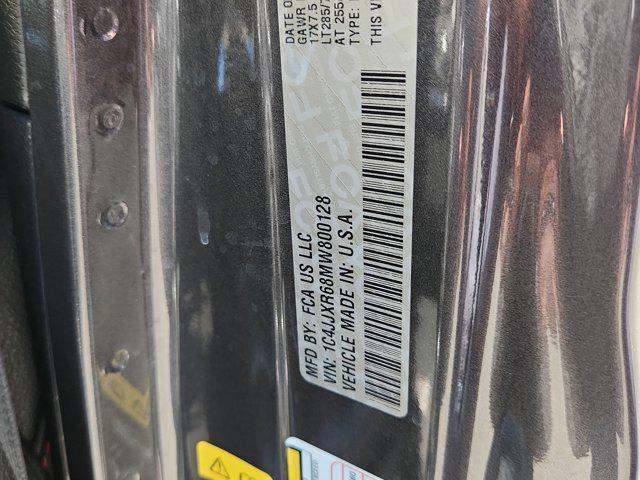 MFD BY: FCA US LLC
DATE O
VIN: 1C4JJXR68MW800128
GAWR
17X7.5
VEHICLE MADE IN: U.S.A.
LT285/7
AT 255
TYPE:
THIS V